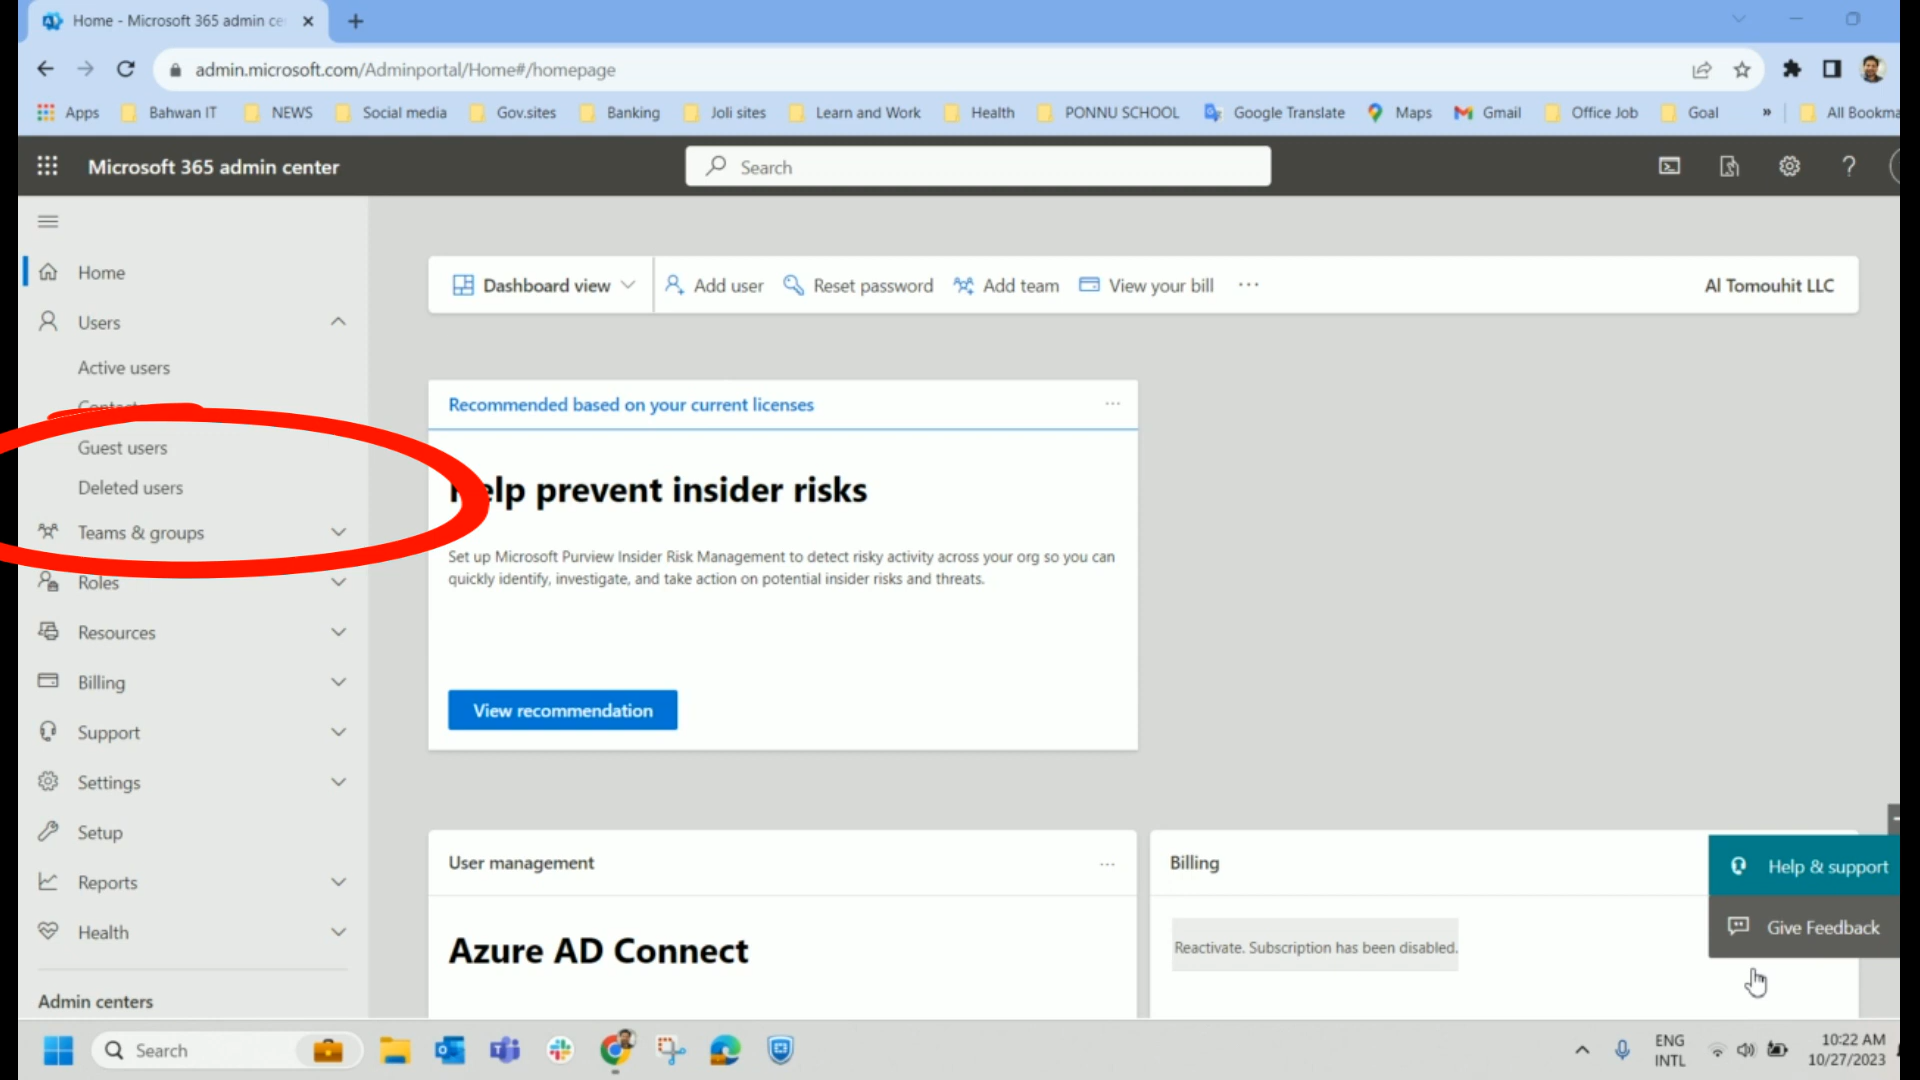 Home - Microsoft 365 admin ce
admin.microsoft.com/Adminportal/Home#/homepage
Apps Bahwan IT NEWS Social media Gov.sites Banking Joli sites Learn and Work Health PONNU SCHOOL Google Translate Maps Gmail Office Job Goal » All Bookma
Microsoft 365 admin center
Search
Home
Users
Active users
Guest users
Deleted users
Teams & groups
Roles
Resources
Billing
Support
Settings
Setup
Reports
Health
Admin centers
Dashboard view Add user Reset password Add team View your bill ... Al Tomouhit LLC
Recommended based on your current licenses
Help prevent insider risks
Set up Microsoft Purview Insider Risk Management to detect risky activity across your org so you can
quickly identify, investigate, and take action on potential insider risks and threats.
View recommendation
User management
Azure AD Connect
Billing
Reactivate. Subscription has been disabled.
Help & support
Give Feedback
Search
ENG
INTL
10:22 AM
10/27/2023